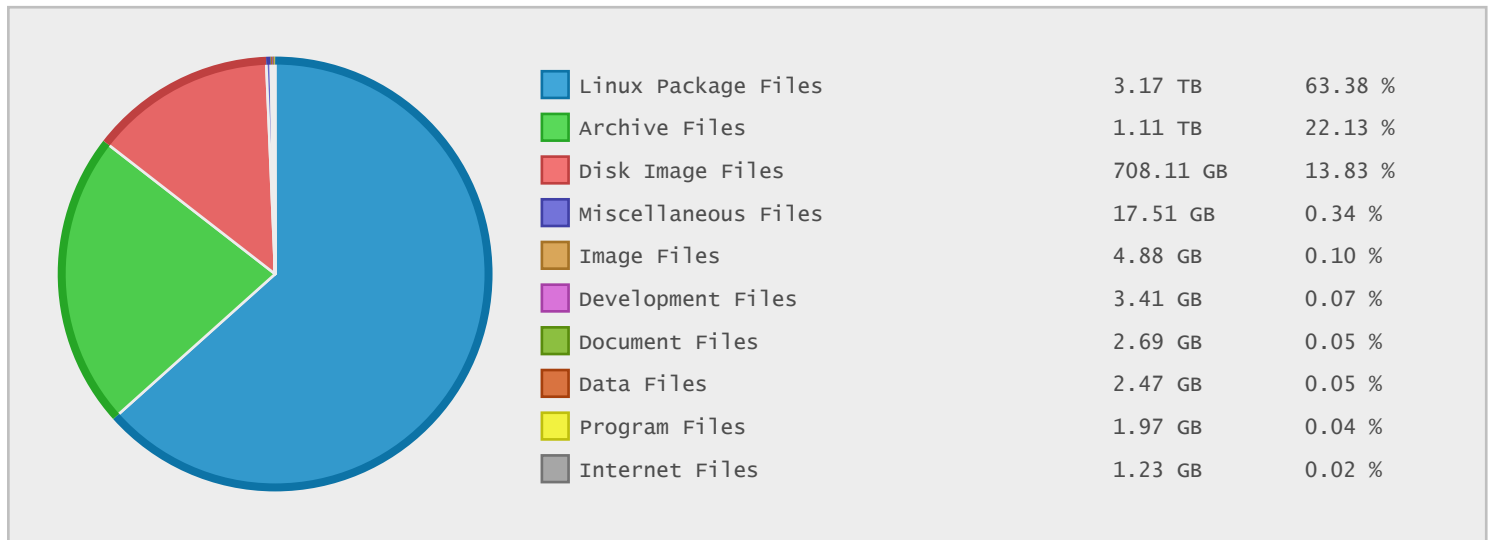 Linux Package Files 3.17 TB 63.38 %
Archive Files 1.11 TB 22.13 %
Disk Image Files 708.11 GB 13.83 %
Miscellaneous Files 17.51 GB 0.34 %
Image Files 4.88 GB 0.10 %
Development Files 3.41 GB 0.07 %
Document Files 2.69 GB 0.05 %
Data Files 2.47 GB 0.05 %
Program Files 1.97 GB 0.04 %
Internet Files 1.23 GB 0.02 %